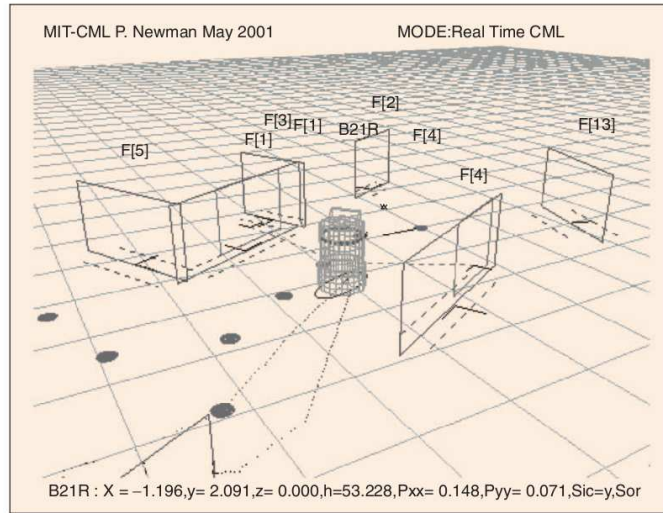 MIT-CML P. Newman May 2001 MODE:Real Time CML
F[2]
F[3] F[1] B21R F[13]
F[5] F[1] F[4]
F[4]
B21R : X = −1.196,y= 2.091,z= 0.000,h=53.228,Pxx= 0.148,Pyy= 0.071,Sic=y,Sor